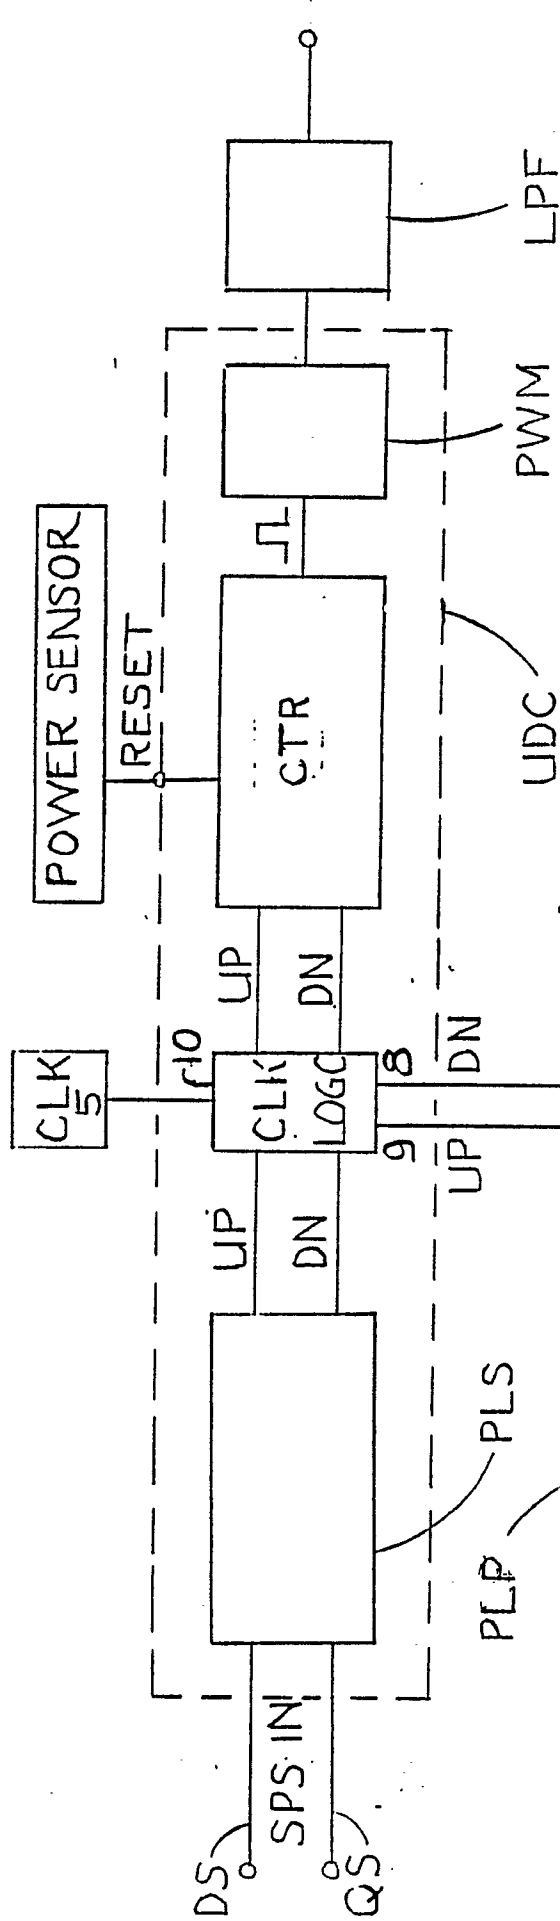 POWER SENSOR
CLK
5
RESET
10
DS
SPS IN
QS
UP
DN
CLK
LOGC
UP
DN
CTR
9
8
UP
DN
PLP
PLS
UDC
PWM
LPF